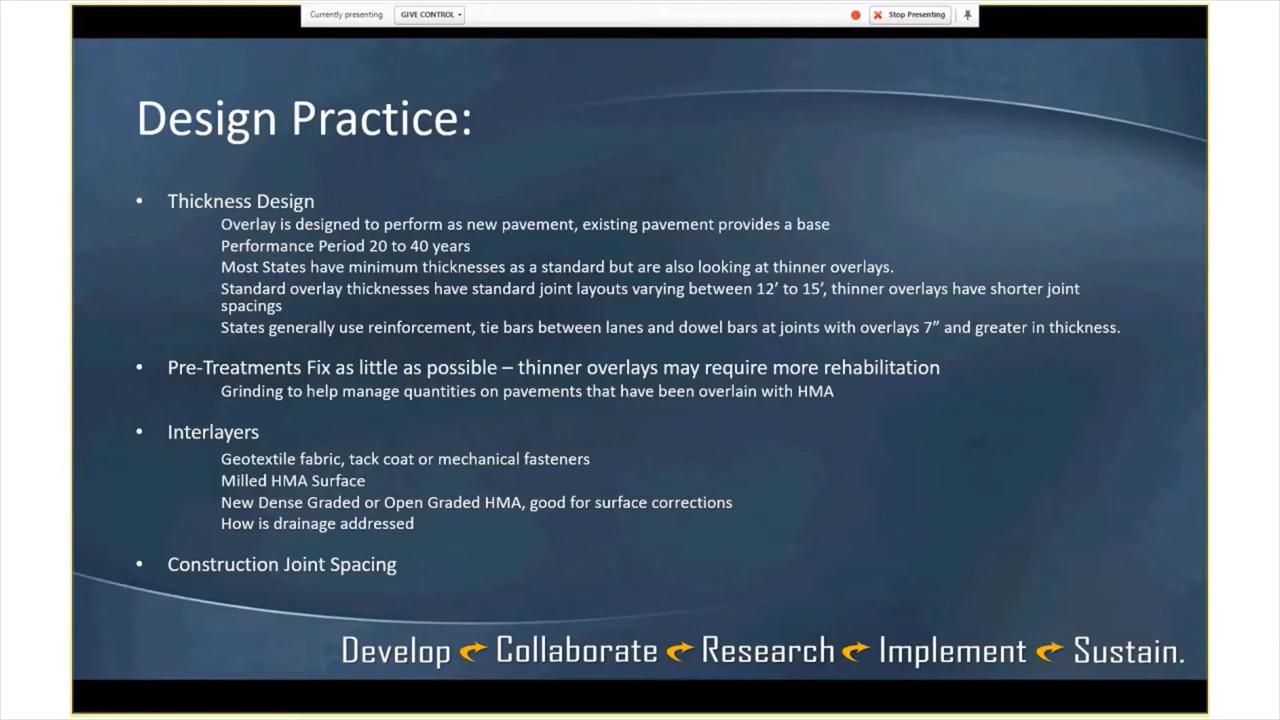 Currently presenting GIVE CONTROL Stop Presenting
Design Practice:
• Thickness Design
Overlay is designed to perform as new pavement, existing pavement provides a base
Performance Period 20 to 40 years
Most States have minimum thicknesses as a standard but are also looking at thinner overlays.
Standard overlay thicknesses have standard joint layouts varying between 12’ to 15’, thinner overlays have shorter joint
spacings
States generally use reinforcement, tie bars between lanes and dowel bars at joints with overlays 7” and greater in thickness.
• Pre-Treatments Fix as little as possible – thinner overlays may require more rehabilitation
Grinding to help manage quantities on pavements that have been overlain with HMA
• Interlayers
Geotextile fabric, tack coat or mechanical fasteners
Milled HMA Surface
New Dense Graded or Open Graded HMA, good for surface corrections
How is drainage addressed
• Construction Joint Spacing
Develop Collaborate Research Implement Sustain.